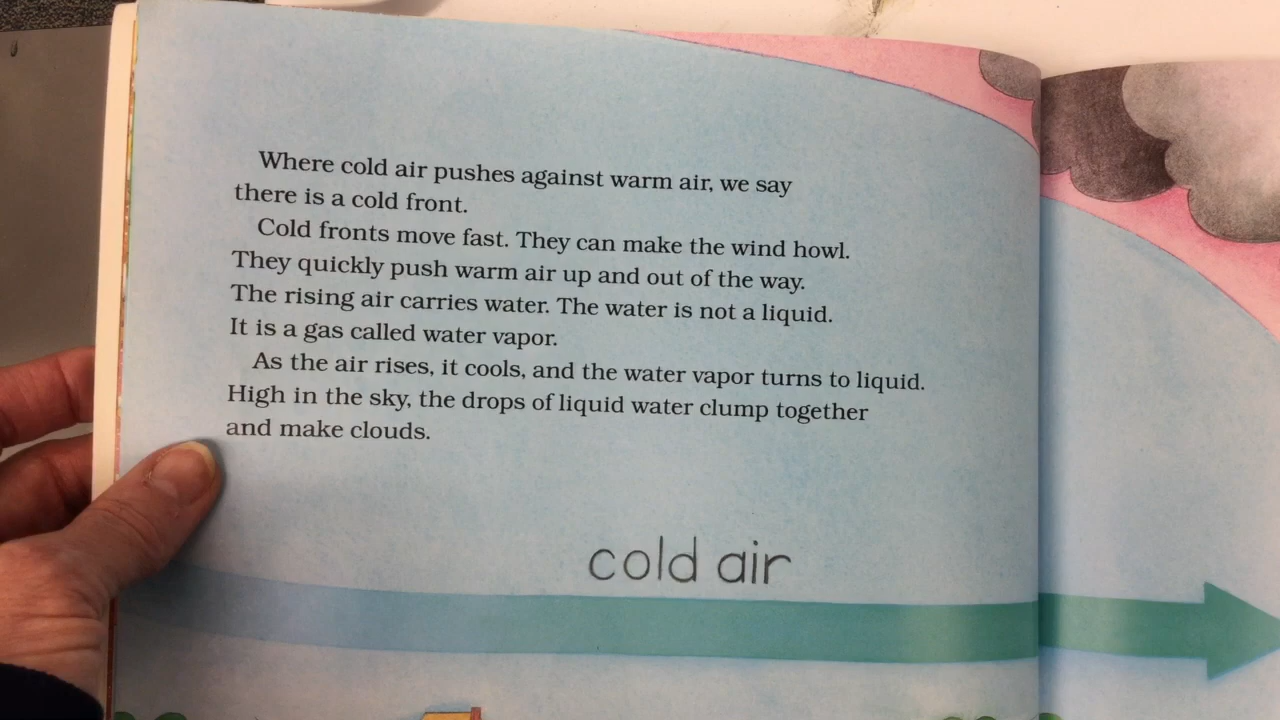 Where cold air pushes against warm air, we say
there is a cold front.
Cold fronts move fast. They can make the wind howl.
They quickly push warm air up and out of the way.
The rising air carries water. The water is not a liquid.
It is a gas called water vapor.
As the air rises, it cools, and the water vapor turns to liquid.
High in the sky, the drops of liquid water clump together
and make clouds.
cold air